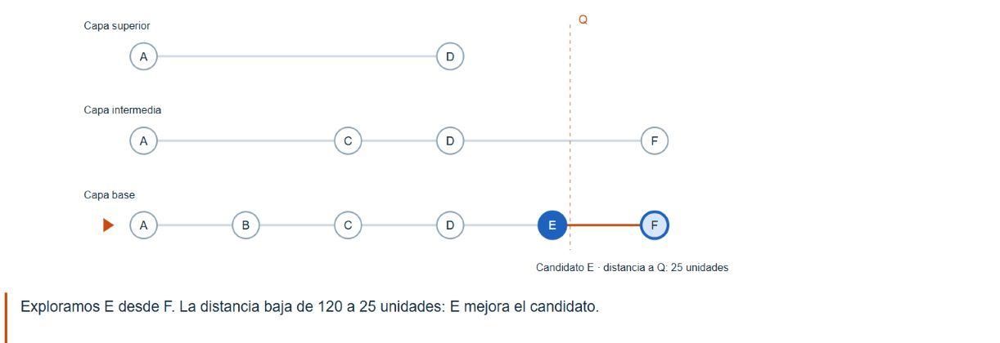 Q
Capa superior
A D
Capa intermedia
A C D F
Capa base
A B C D E F
Candidato E · distancia a Q: 25 unidades
Exploramos E desde F. La distancia baja de 120 a 25 unidades: E mejora el candidato.